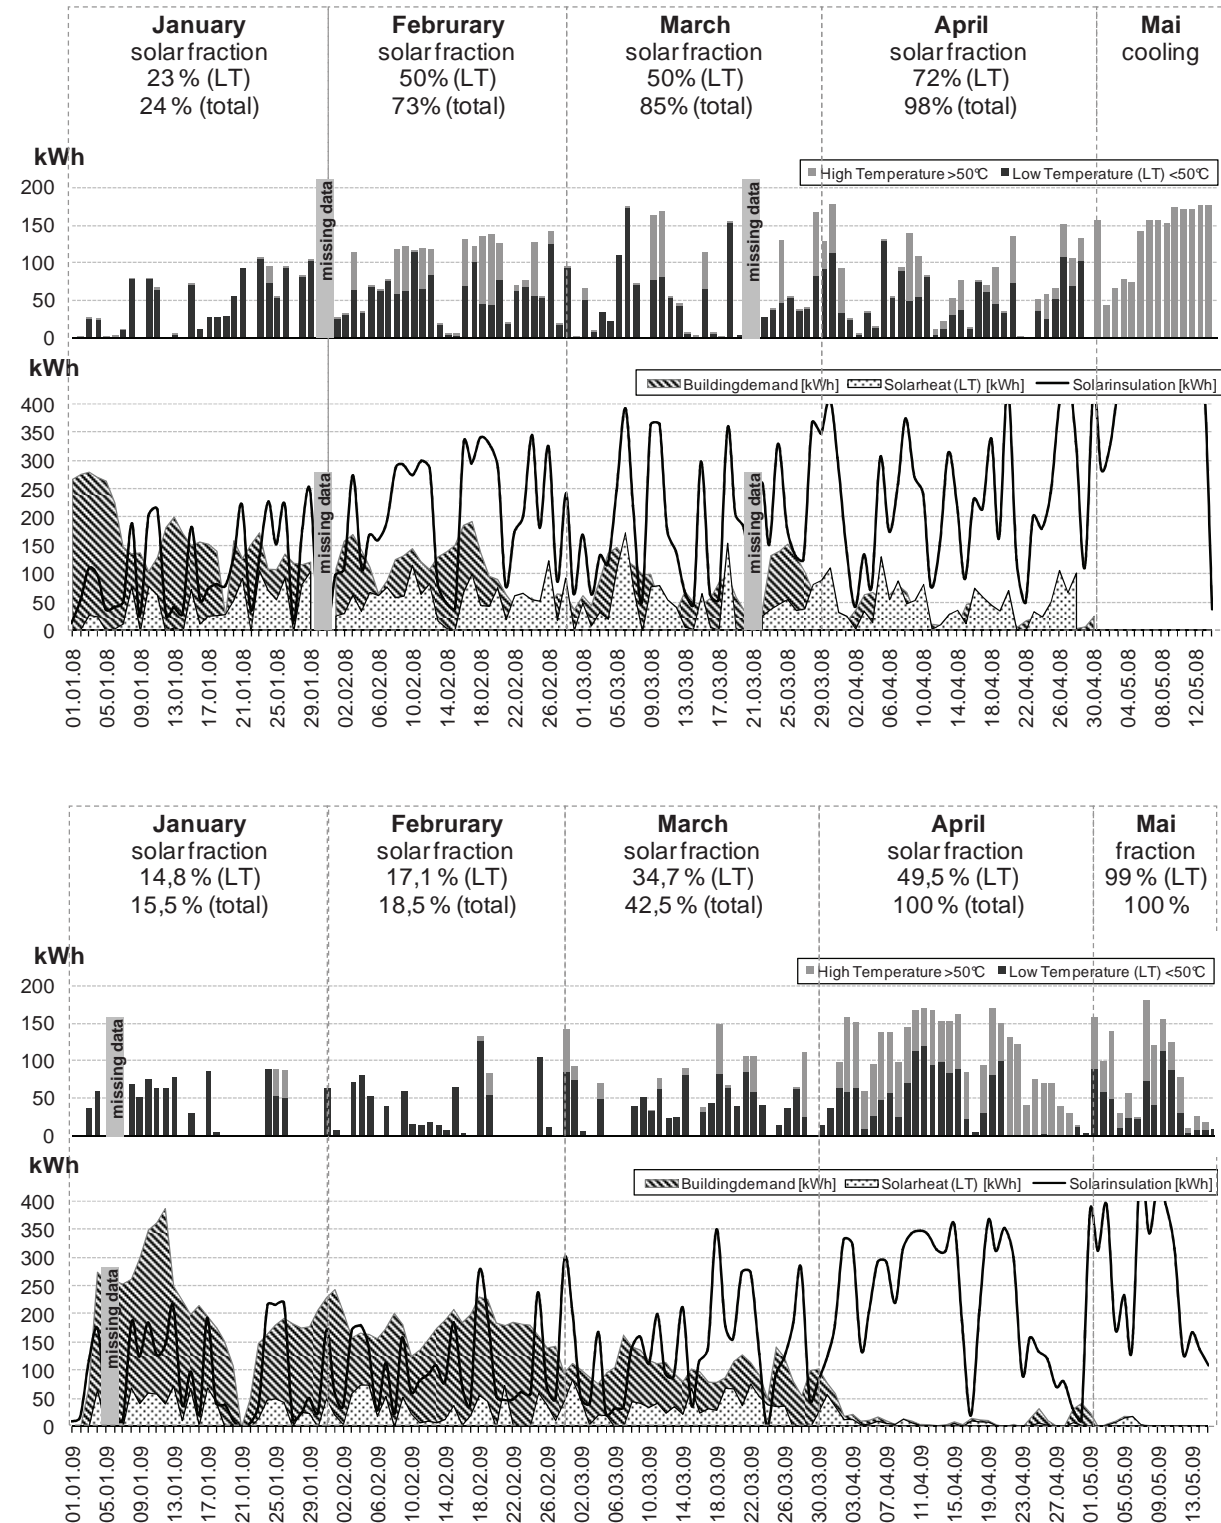 January
solar fraction
23 % (LT)
24 % (total)
Februrary
solar fraction
50% (LT)
73% (total)
March
solar fraction
50% (LT)
85% (total)
April
solar fraction
72% (LT)
98% (total)
Mai
cooling
kWh
High Temperature >50°C Low Temperature (LT) <50°C
200
150
100
50
0
missing data
missing data
kWh
Buildingdemand [kWh] Solarheat (LT) [kWh] Solarinsulation [kWh]
400
350
300
250
200
150
100
50
0
missing data
missing data
01.01.08 05.01.08 09.01.08 13.01.08 17.01.08 21.01.08 25.01.08 29.01.08 02.02.08 06.02.08 10.02.08 14.02.08 18.02.08 22.02.08 26.02.08 01.03.08 05.03.08 09.03.08 13.03.08 17.03.08 21.03.08 25.03.08 29.03.08 02.04.08 06.04.08 10.04.08 14.04.08 18.04.08 22.04.08 26.04.08 30.04.08 04.05.08 08.05.08 12.05.08
January
solar fraction
14,8 % (LT)
15,5 % (total)
Februrary
solar fraction
17,1 % (LT)
18,5 % (total)
March
solar fraction
34,7 % (LT)
42,5 % (total)
April
solar fraction
49,5 % (LT)
100 % (total)
Mai
fraction
99 % (LT)
100 %
kWh
High Temperature >50°C Low Temperature (LT) <50°C
200
150
100
50
0
missing data
kWh
Buildingdemand [kWh] Solarheat (LT) [kWh] Solarinsulation [kWh]
400
350
300
250
200
150
100
50
0
missing data
01.01.09 05.01.09 09.01.09 13.01.09 17.01.09 21.01.09 25.01.09 29.01.09 02.02.09 06.02.09 10.02.09 14.02.09 18.02.09 22.02.09 26.02.09 02.03.09 06.03.09 10.03.09 14.03.09 18.03.09 22.03.09 26.03.09 30.03.09 03.04.09 07.04.09 11.04.09 15.04.09 19.04.09 23.04.09 27.04.09 01.05.09 05.05.09 09.05.09 13.05.09